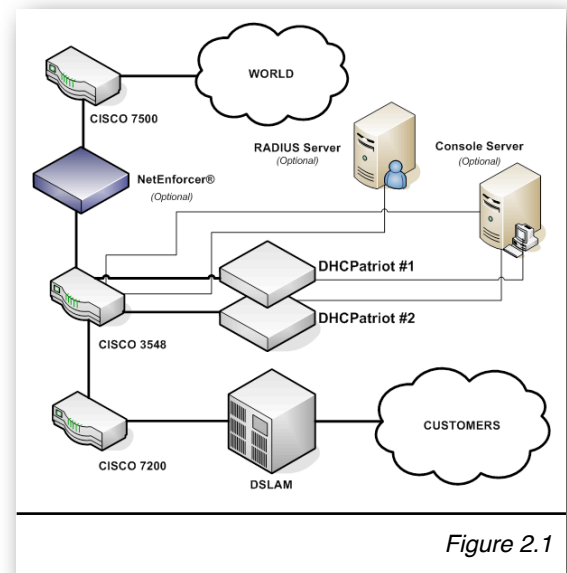 WORLD
CISCO 7500
RADIUS Server
(Optional)
Console Server
(Optional)
NetEnforcer®
(Optional)
DHCPatriot #1
DHCPatriot #2
CISCO 3548
CUSTOMERS
CISCO 7200
DSLAM
Figure 2.1